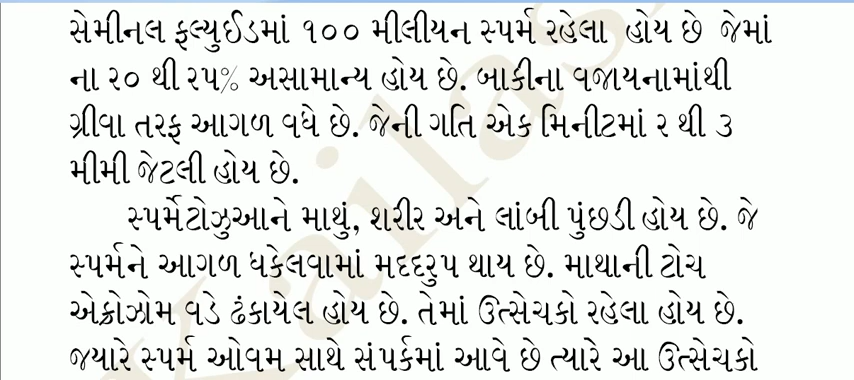 સેમીનલ ફલ્યુઈડમાં ૧૦૦ મીલીયન સ્પર્મ રહેલા હોય છે જેમાં
ના ૨૦ થી ૨૫% અસામાન્ય હોય છે. બાકીના વજાયનામાંથી
ગ્રીવા તરફ આગળ વધે છે. જેની ગતિ એક મિનીટમાં ૨ થી ૩
મીમી જેટલી હોય છે.
સ્પર્મેટોઝુઆને માથું, શરીર અને લાંબી પુંછડી હોય છે. જે
સ્પર્મને આગળ ધકેલવામાં મદદરુપ થાય છે. માથાની ટોચ
એક્રોઝોમ વડે ઢંકાયેલ હોય છે. તેમાં ઉત્સેચકો રહેલા હોય છે.
જયારે સ્પર્મ ઓવમ સાથે સંપર્કમાં આવે છે ત્યારે આ ઉત્સેચકો